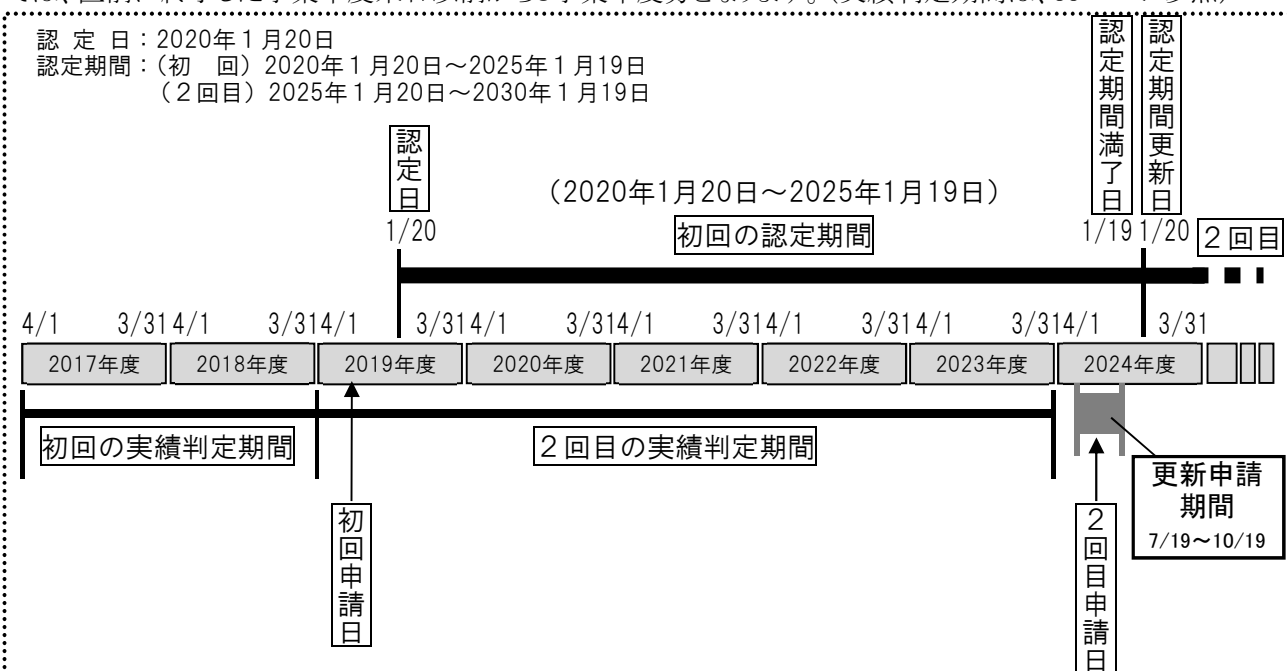 認 定 日：2020年１月20日
認定期間：（初　回）2020年１月20日～2025年１月19日
（２回目）2025年１月20日～2030年１月19日
認定日
認定期間満了日
認定期間更新日
（2020年1月20日～2025年1月19日）
1/20
初回の認定期間
1/19
1/20
２回目
4/1 3/31 4/1 3/31 4/1 3/31 4/1 3/31 4/1 3/31 4/1 3/31 4/1 3/31 4/1 3/31
2017年度 2018年度 2019年度 2020年度 2021年度 2022年度 2023年度 2024年度
初回の実績判定期間
２回目の実績判定期間
初回申請日
２回目申請日
更新申請
期間
7/19～10/19